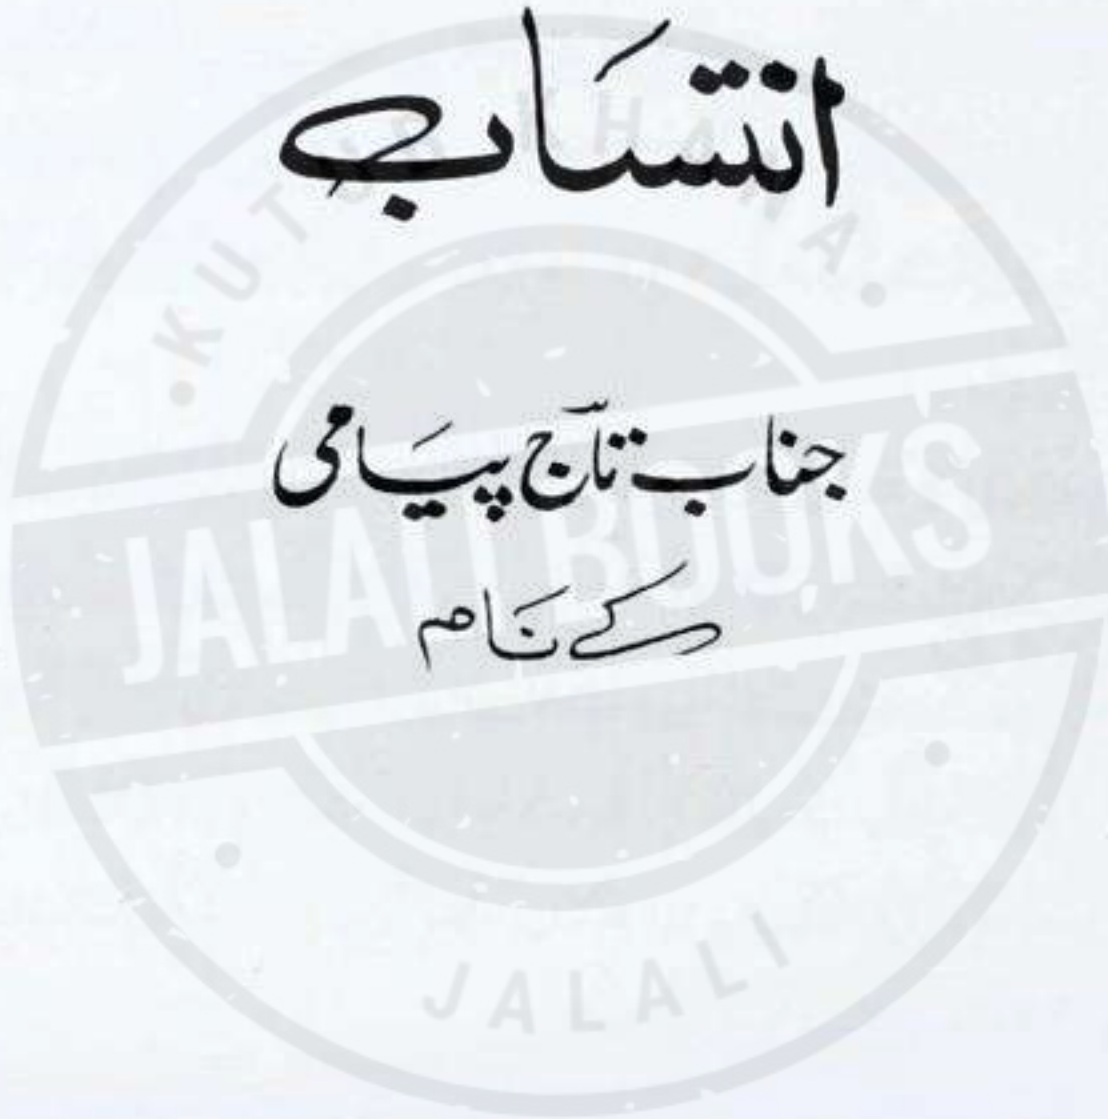 انتساب
KUTUB KHANA
جناب تاجؔ پیامی
JALALI BOOKS
کے نام
JALALI